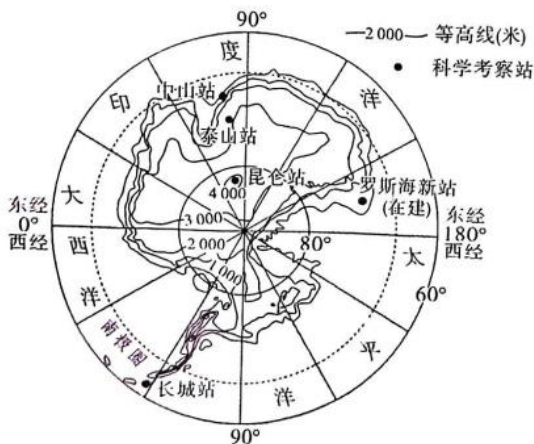 90°
—2 000— 等高线(米)
• 科学考察站
度
洋
印
中山站
泰山站
昆仑站
4 000
罗斯海新站
(在建)
大
东经
0°
西经
3 000
2 000
1 000
80°
东经
180°
西经
太
60°
西
洋
南极圈
平
长城站
洋
90°